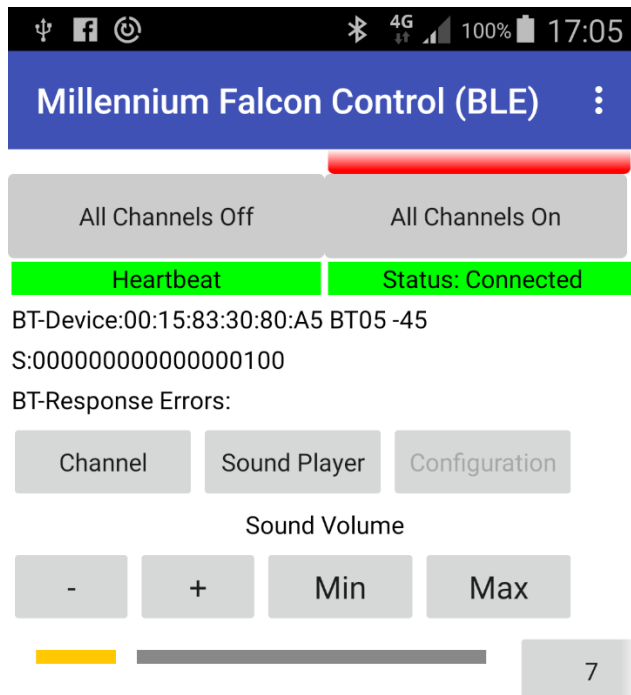 4G 100% 17:05
Millennium Falcon Control (BLE)
All Channels Off All Channels On
Heartbeat Status: Connected
BT-Device:00:15:83:30:80:A5 BT05 -45
S:000000000000000100
BT-Response Errors:
Channel Sound Player Configuration
Sound Volume
- + Min Max
7